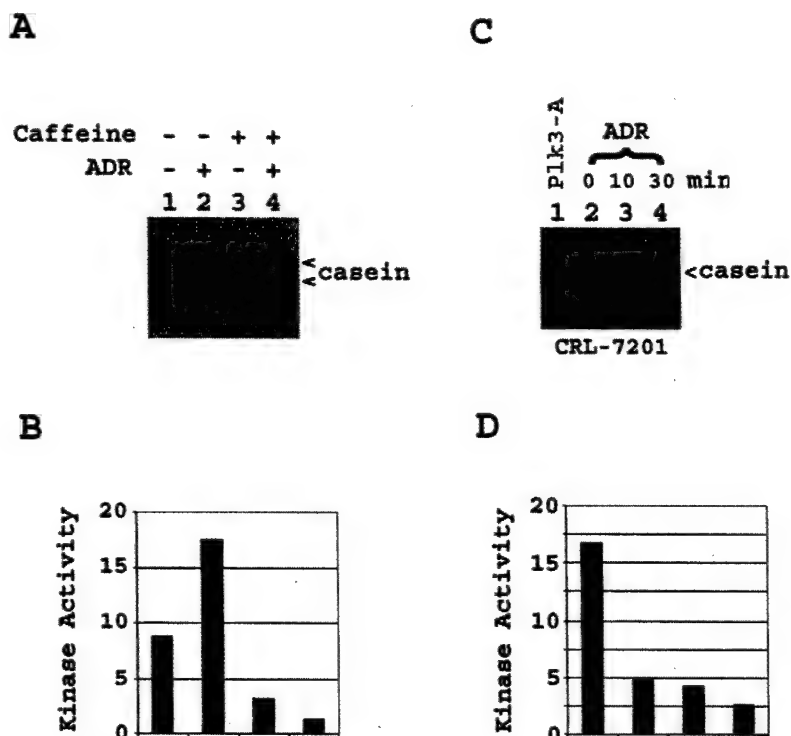 A
Caffeine - - + +
ADR - + - +
1 2 3 4
< casein
<
C
Plk3-A
ADR
0 10 30 min
1 2 3 4
<casein
CRL-7201
B
Kinase Activity
20
15
10
5
0
D
Kinase Activity
20
15
10
5
0